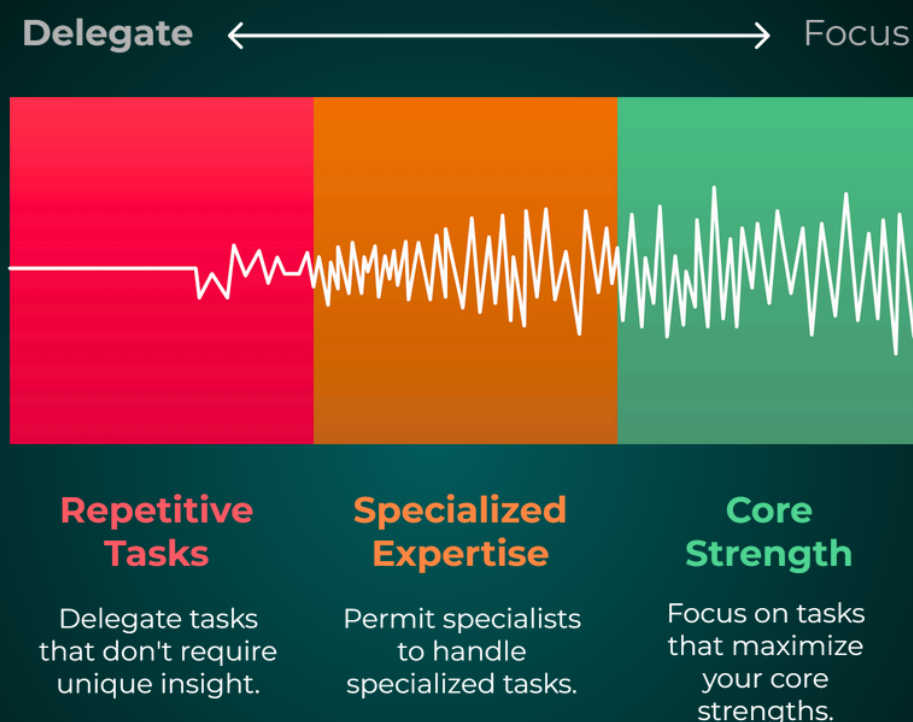 Delegate
Focus
Repetitive
Tasks
Delegate tasks
that don't require
unique insight.
Specialized
Expertise
Permit specialists
to handle
specialized tasks.
Core
Strength
Focus on tasks
that maximize
your core
strengths.